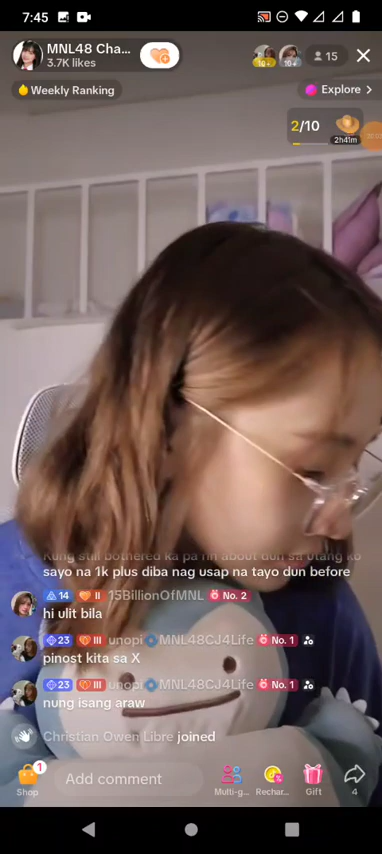 7:45
MNL48 Cha...
3.7K likes
15
Weekly Ranking
Explore
2/10
2h41m
Kung still bothered ka pa rin about dun sa utang ko
sayo na 1k plus diba nag usap na tayo dun before
14 II 15BillionOfMNL No. 2
hi ulit bila
23 III unopi MNL48CJ4Life No. 1
pinost kita sa X
23 III unopi MNL48CJ4Life No. 1
nung isang araw
Christian Owen Libre joined
1
Add comment
Shop
Multi-g...
Rechar...
Gift
4